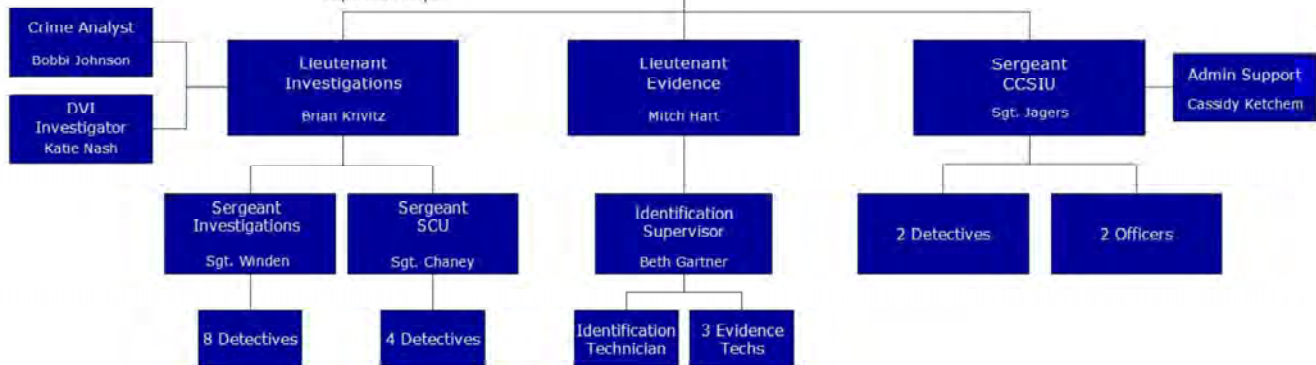 Crime Analyst
Bobbi Johnson
DVI
Investigator
Katie Nash
Lieutenant
Investigations
Brian Krivitz
Lieutenant
Evidence
Mitch Hart
Sergeant
CCSIU
Sgt. Jagers
Admin Support
Cassidy Ketchem
Sergeant
Investigations
Sgt. Winden
Sergeant
SCU
Sgt. Chaney
Identification
Supervisor
Beth Gartner
2 Detectives
2 Officers
8 Detectives
4 Detectives
Identification
Technician
3 Evidence
Techs